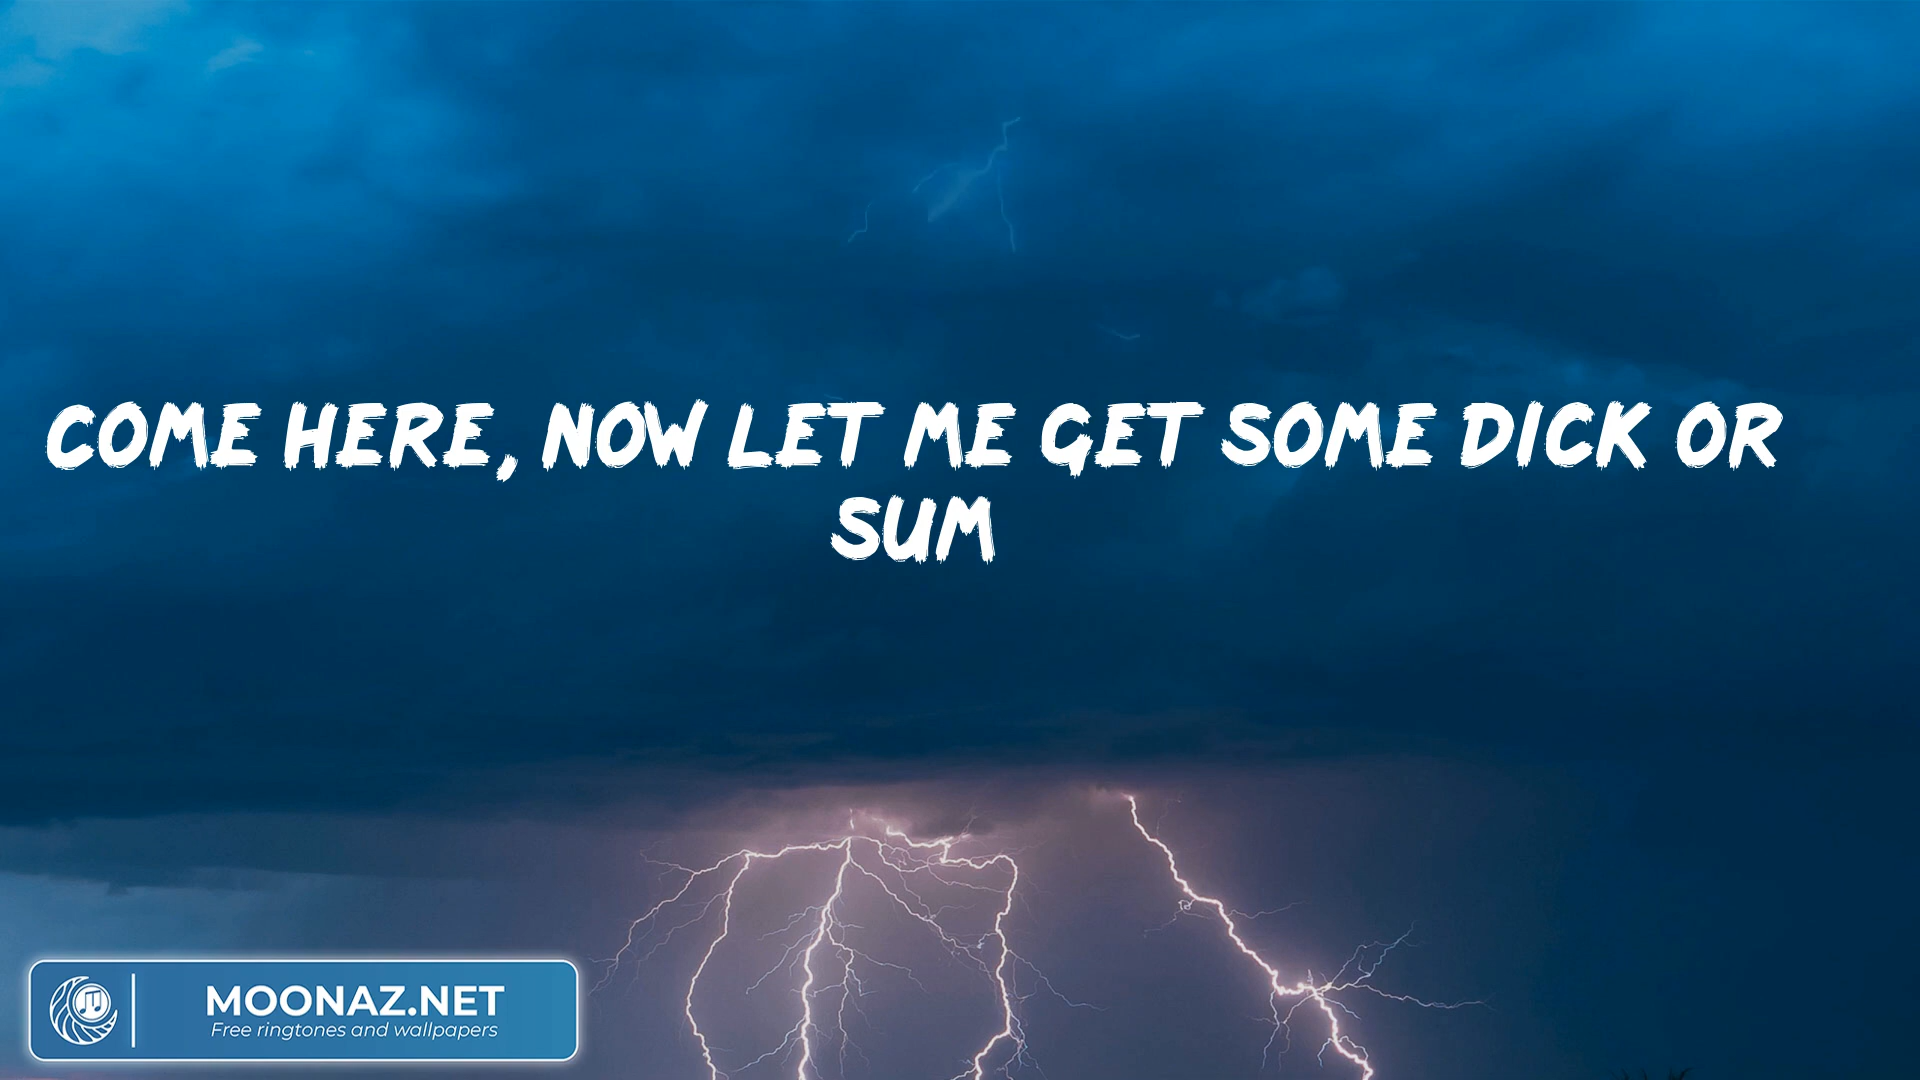 COME HERE, NOW LET ME GET SOME DICK OR
SUM
MOONAZ.NET
Free ringtones and wallpapers